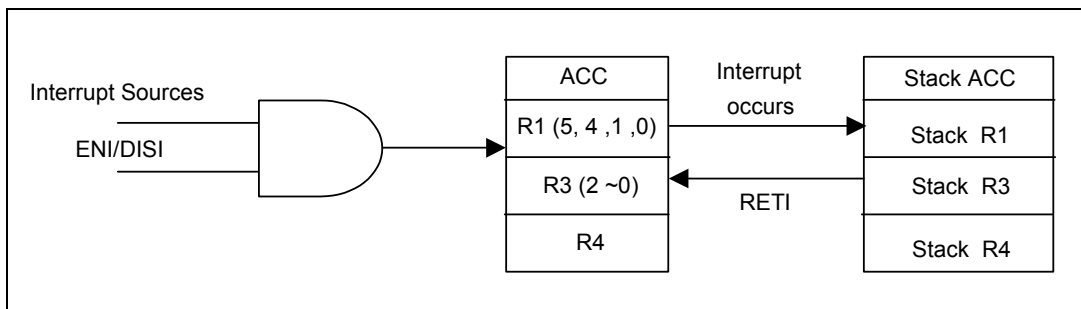 Interrupt Sources
ENI/DISI
ACC
R1 (5, 4 ,1 ,0)
R3 (2 ~0)
R4
Interrupt
occurs
RETI
Stack ACC
Stack R1
Stack R3
Stack R4